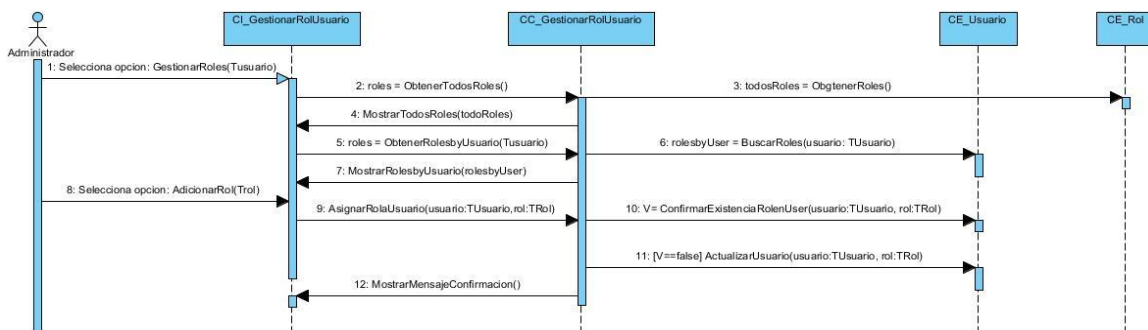 CI_GestionarRolUsuario
CC_GestionarRolUsuario
CE_Usuario
CE_Rol
Administrador
1: Selecciona opcion: GestionarRoles(Tusuario)
2: roles = ObtenerTodosRoles()
3: todosRoles = ObgtenerRoles()
4: MostrarTodosRoles(todoRoles)
5: roles = ObtenerRolesbyUsuario(Tusuario)
6: rolesbyUser = BuscarRoles(usuario: TUsuario)
7: MostrarRolesbyUsuario(rolesbyUser)
8: Selecciona opcion: AdicionarRol(Trol)
9: AsignarRolaUsuario(usuario:TUsuario,rol:TRol)
10: V= ConfirmarExistenciaRolenUser(usuario:TUsuario, rol:TRol)
11: [V==false] ActualizarUsuario(usuario:TUsuario, rol:TRol)
12: MostrarMensajeConfirmacion()